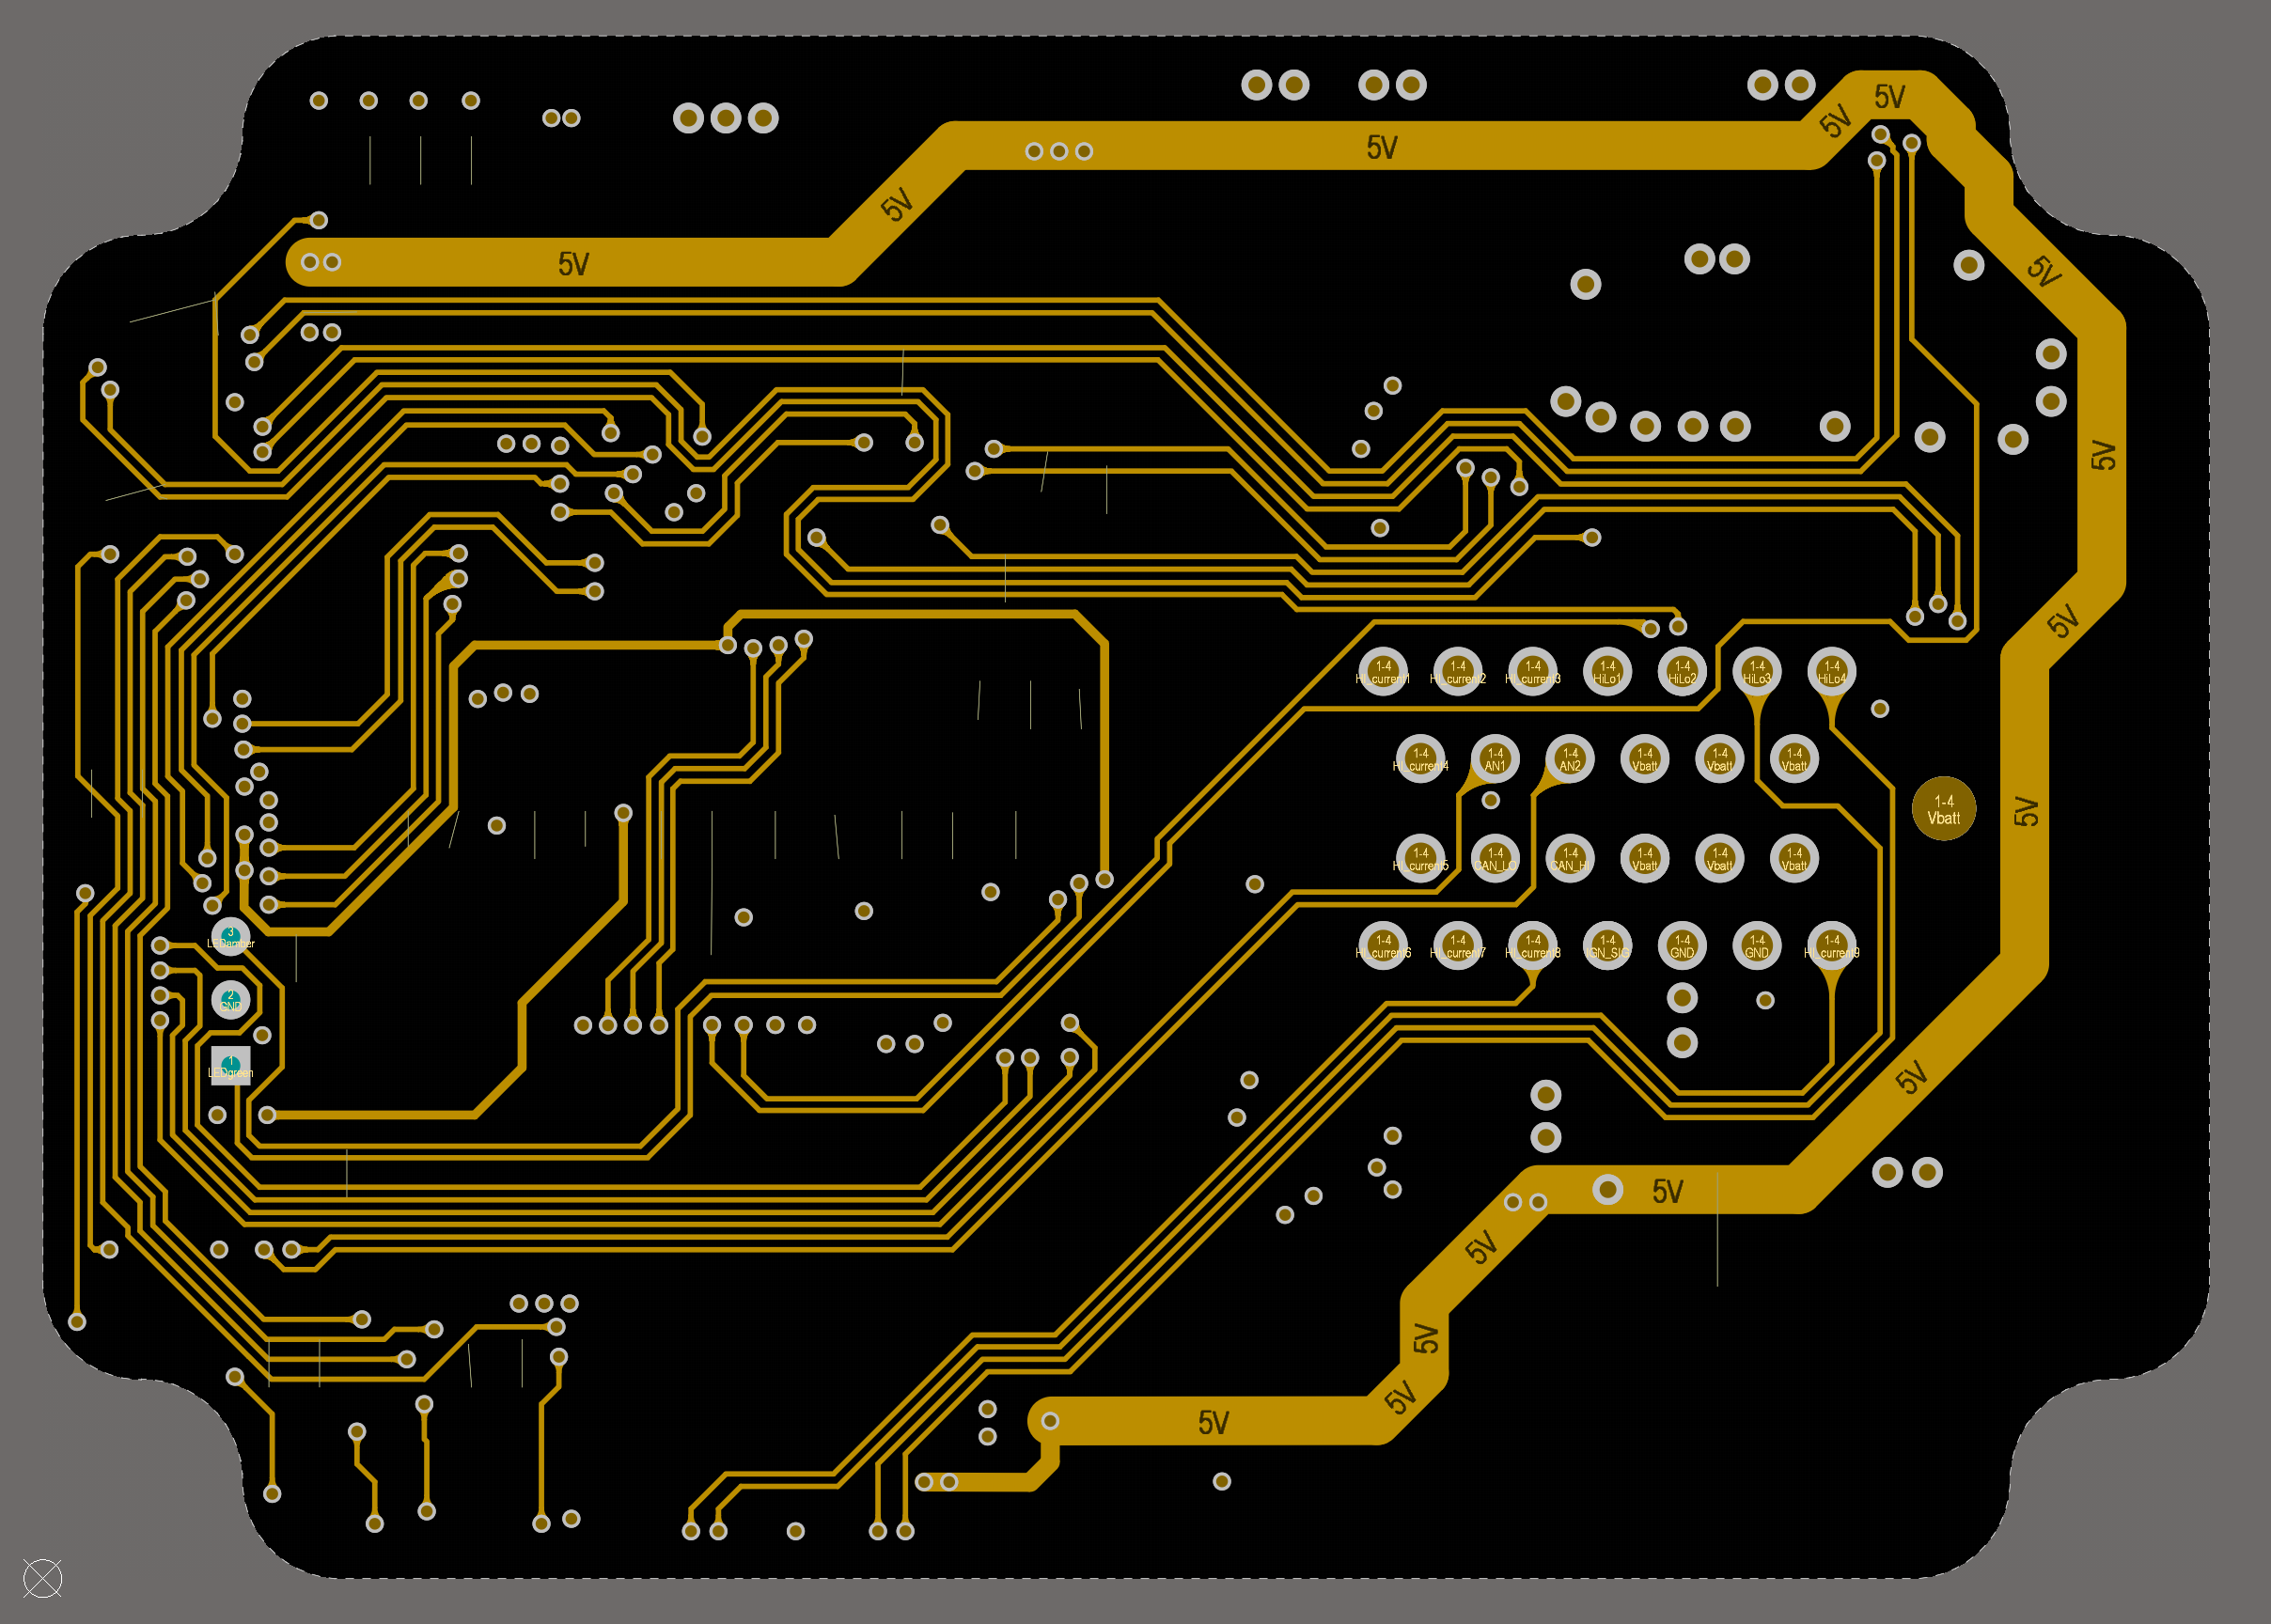 5V
5V
5V
5V
5V
5V
5V
5V
1-4 1-4 1-4 1-4 1-4 1-4 1-4
HI_current1 HI_current2 HI_current3 HiLo1 HiLo2 HiLo3 HiLo4
1-4 1-4 1-4 1-4 1-4 1-4
HI_current4 AN1 AN2 Vbatt Vbatt Vbatt
1-4
Vbatt
5V
1-4 1-4 1-4 1-4 1-4 1-4
HI_current5 CAN_LO CAN_HI Vbatt Vbatt Vbatt
3
LEDamber
1-4 1-4 1-4 1-4 1-4 1-4 1-4
HI_current6 HI_current7 HI_current8 GN_SIG GND GND HI_current9
2
GND
1
LEDgreen
5V
5V
5V
5V
5V
5V